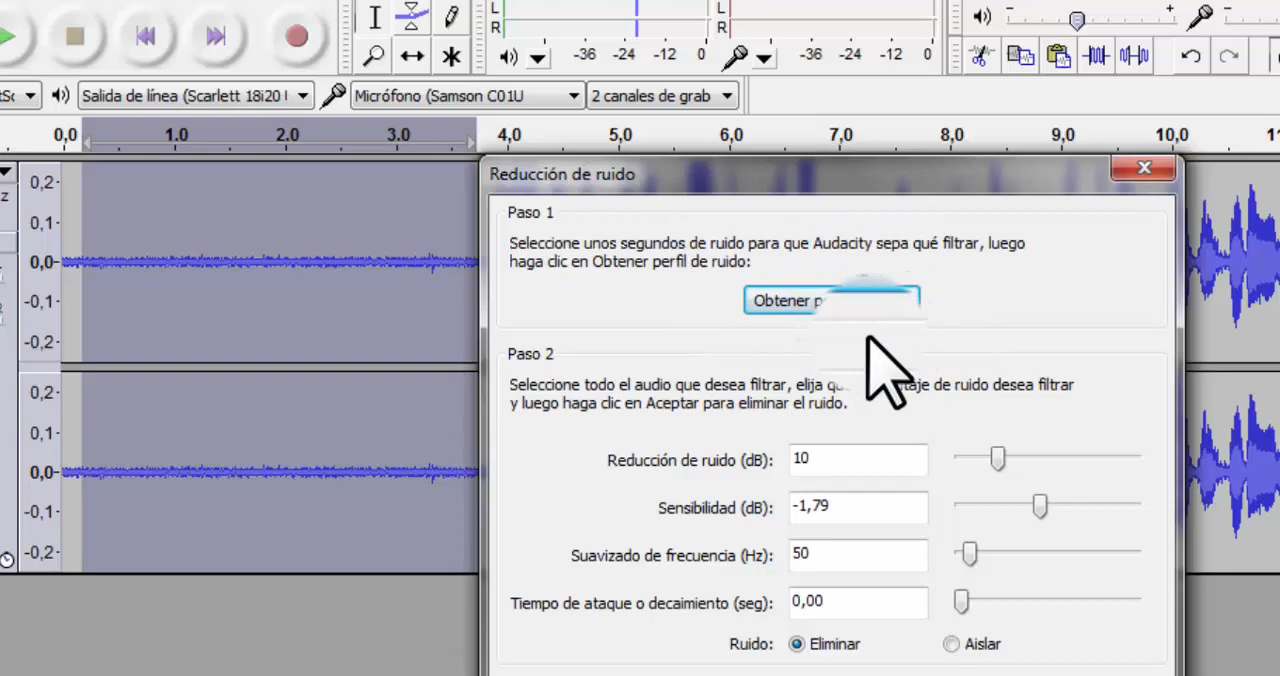 L
R
-36 -24 -12 0
L
R
-36 -24 -12 0
Salida de línea (Scarlett 18i20
Micrófono (Samson C01U
2 canales de grab
0,0 1.0 2.0 3.0 4,0 5,0 6,0 7,0 8,0 9,0 10,0
Reducción de ruido
0,2
0,1
0,0
-0,1
-0,2
0,2
0,1
0,0
-0,1
-0,2
Paso 1
Seleccione unos segundos de ruido para que Audacity sepa qué filtrar, luego
haga clic en Obtener perfil de ruido:
Obtener
Paso 2
Seleccione todo el audio que desea filtrar, elija de ruido desea filtrar
y luego haga clic en Aceptar para eliminar el ruido.
Reducción de ruido (dB): 10
Sensibilidad (dB): -1,79
Suavizado de frecuencia (Hz): 50
Tiempo de ataque o decaimiento (seg): 0,00
Ruido: Eliminar Aislar